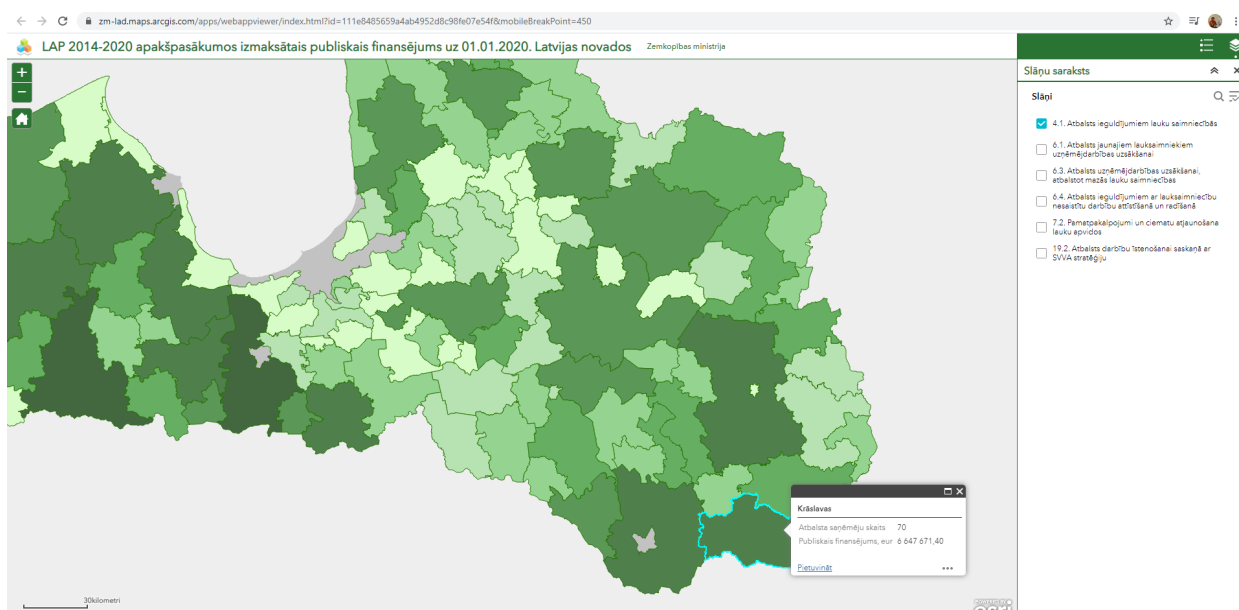 zm-lad.maps.arcgis.com/apps/webappviewer/index.html?id=111e8485659a4ab4952d8c98fe07e54f&mobileBreakPoint=450
LAP 2014-2020 apakšpasākumos izmaksātais publiskais finansējums uz 01.01.2020. Latvijas novados
Zemkopības ministrija
Slāņu saraksts
Slāņi
4.1. Atbalsts ieguldījumiem lauku saimniecībās
6.1. Atbalsts jaunajiem lauksaimniekiem
uzņēmējdarbības uzsākšanai
6.3. Atbalsts uzņēmējdarbības uzsākšanai,
atbalstot mazās lauku saimniecības
6.4. Atbalsts ieguldījumiem ar lauksaimniecību
nesaistītu darbību attīstīšanā un radīšanā
7.2. Pamatpakalpojumi un ciematu atjaunošana
lauku apvidos
19.2. Atbalsts darbību īstenošanai saskaņā ar
SVVA stratēģiju
Krāslavas
Atbalsta saņēmēju skaits 70
Publiskais finansējums, eur 6 647 671,40
Pietuvināt
30kilometri
POWERED BY
esri